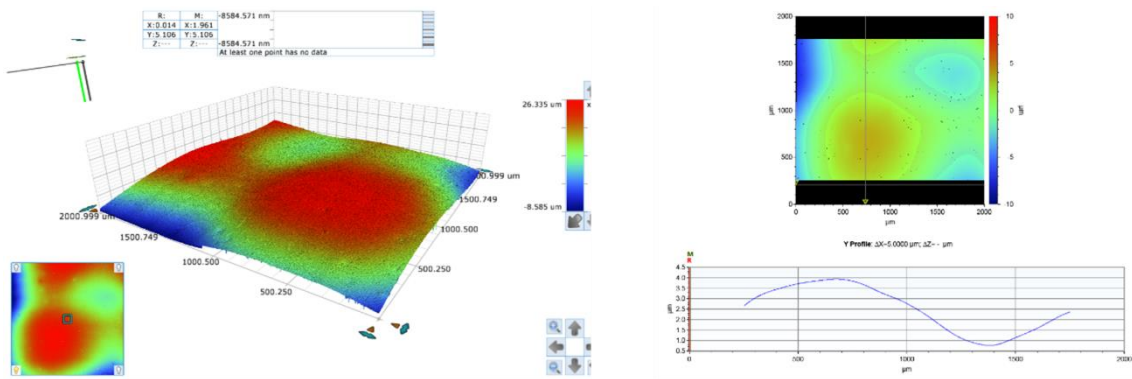 R: M: -8584.571 nm
X:0.014 X:1.961
Y:5.106 Y:5.106
Z:--- Z:--- -8584.571 nm
At least one point has no data
26.335 um x
-8.585 um
2000.999 um
1500.749
1000.500
500.250
00.999 um
1500.749
1000.500
500.250
2000
1500
1000
500
0
µm
0 500 1000 1500 2000
µm
10
5
0
-5
-10
µm
Y Profile: ΔX=5.0000 µm; ΔZ=-- µm
M
R
4.5
4.0
3.5
3.0
2.5
2.0
1.5
1.0
0.5
µm
0 500 1000 1500 2000
µm